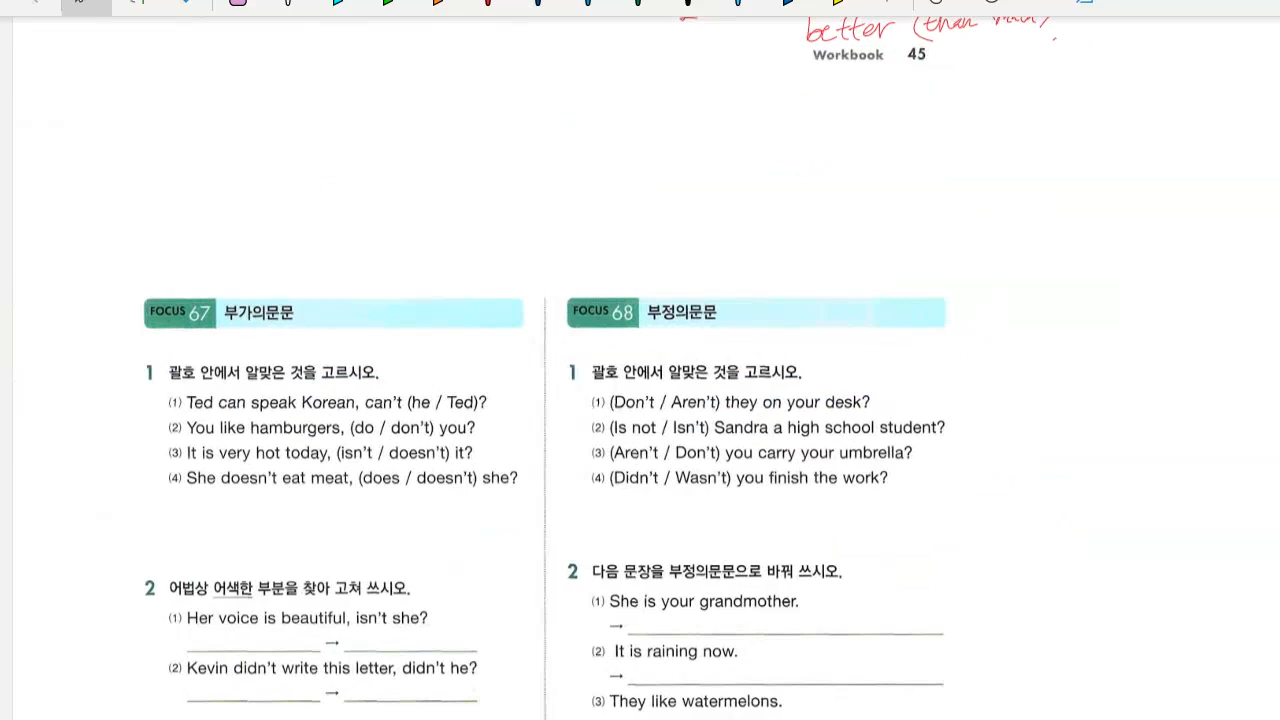 better (than
Workbook 45
FOCUS 67 부가의문문
1 괄호 안에서 알맞은 것을 고르시오.
(1) Ted can speak Korean, can't (he / Ted)?
(2) You like hamburgers, (do / don't) you?
(3) It is very hot today, (isn't / doesn't) it?
(4) She doesn't eat meat, (does / doesn't) she?
2 어법상 어색한 부분을 찾아 고쳐 쓰시오.
(1) Her voice is beautiful, isn't she?
→
(2) Kevin didn't write this letter, didn't he?
→
FOCUS 68 부정의문문
1 괄호 안에서 알맞은 것을 고르시오.
(1) (Don't / Aren't) they on your desk?
(2) (Is not / Isn't) Sandra a high school student?
(3) (Aren't / Don't) you carry your umbrella?
(4) (Didn't / Wasn't) you finish the work?
2 다음 문장을 부정의문문으로 바꿔 쓰시오.
(1) She is your grandmother.
→
(2) It is raining now.
→
(3) They like watermelons.